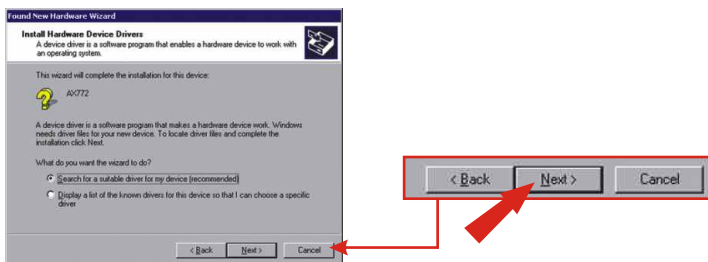 Found New Hardware Wizard
Install Hardware Device Drivers
A device driver is a software program that enables a hardware device to work with
an operating system.
This wizard will complete the installation for this device:
AX772
A device driver is a software program that makes a hardware device work. Windows
needs driver files for your new device. To locate driver files and complete the
installation click Next.
What do you want the wizard to do?
Search for a suitable driver for my device (recommended)
Display a list of the known drivers for this device so that I can choose a specific
driver
< Back Next > Cancel
< Back Next > Cancel